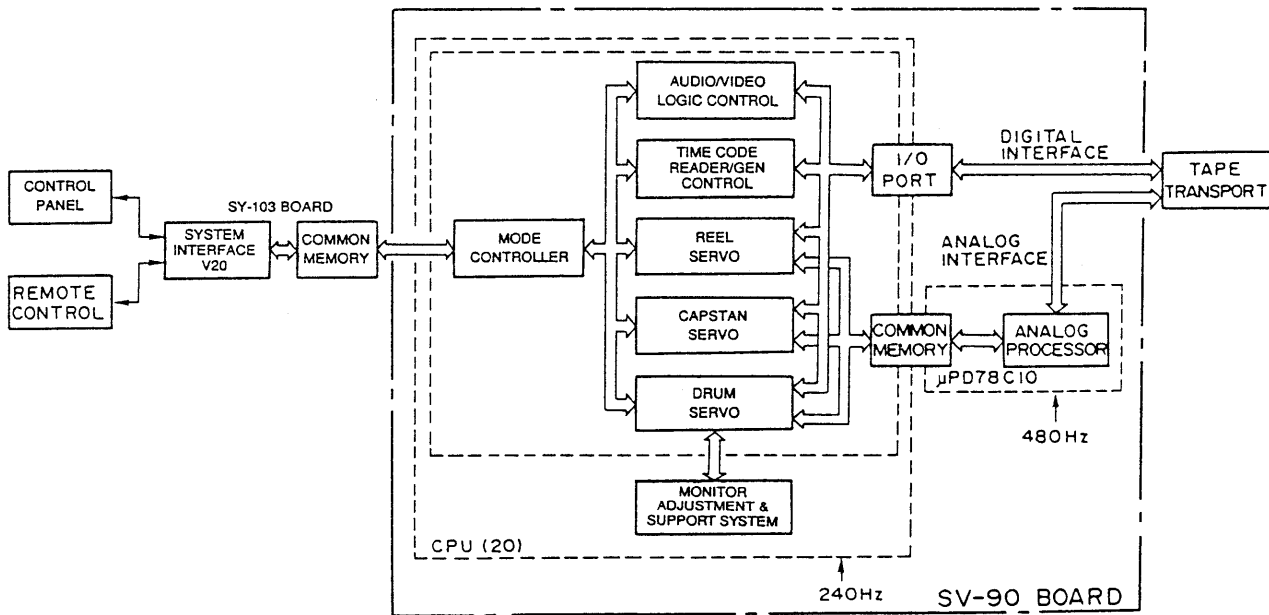 CONTROL
PANEL
REMOTE
CONTROL
SY-103 BOARD
SYSTEM
INTERFACE
V20
COMMON
MEMORY
MODE
CONTROLLER
AUDIO/VIDEO
LOGIC CONTROL
TIME CODE
READER/GEN
CONTROL
REEL
SERVO
CAPSTAN
SERVO
DRUM
SERVO
MONITOR
ADJUSTMENT &
SUPPORT SYSTEM
CPU (20)
240Hz
I/O
PORT
DIGITAL
INTERFACE
TAPE
TRANSPORT
ANALOG
INTERFACE
COMMON
MEMORY
ANALOG
PROCESSOR
μPD78C10
480Hz
SV-90 BOARD